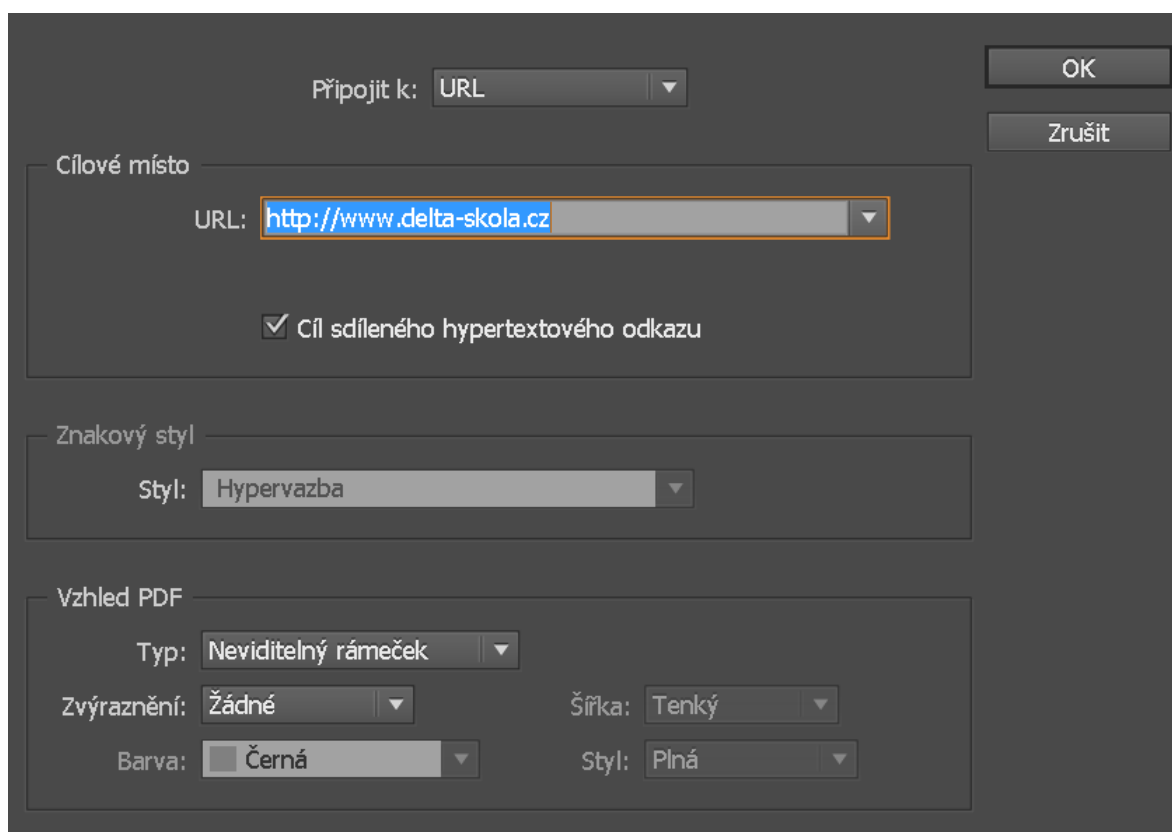 Připojit k: URL
OK
Zrušit
Cílové místo
URL: http://www.delta-skola.cz
Cíl sdíleného hypertextového odkazu
Znakový styl
Styl: Hypervazba
Vzhled PDF
Typ: Neviditelný rámeček
Zvýraznění: Žádné Šířka: Tenký
Barva: Černá Styl: Plná